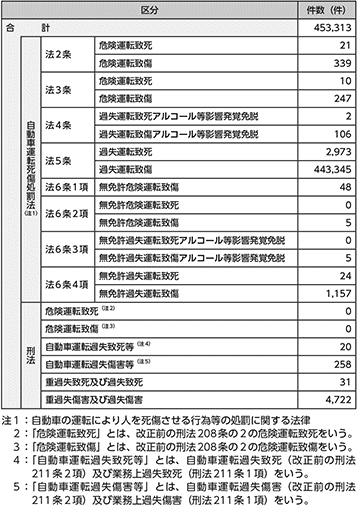 区分 件数（件）
合計 453,313
自動車運転死傷処罰法（注1）
法2条 危険運転致死 21
危険運転致傷 339
法3条 危険運転致死 10
危険運転致傷 247
法4条 過失運転致死アルコール等影響発覚免脱 2
過失運転致傷アルコール等影響発覚免脱 106
法5条 過失運転致死 2,973
過失運転致傷 443,345
法6条1項 無免許危険運転致傷 48
法6条2項 無免許危険運転致死 0
無免許危険運転致傷 5
法6条3項 無免許過失運転致死アルコール等影響発覚免脱 0
無免許過失運転致傷アルコール等影響発覚免脱 5
法6条4項 無免許過失運転致死 24
無免許過失運転致傷 1,157
刑法
危険運転致死（注2） 0
危険運転致傷（注3） 0
自動車運転過失致死等（注4） 20
自動車運転過失傷害等（注5） 258
重過失致死及び過失致死 31
重過失傷害及び過失傷害 4,722
注1：自動車の運転により人を死傷させる行為等の処罰に関する法律
2：「危険運転致死」とは、改正前の刑法208条の2の危険運転致死をいう。
3：「危険運転致傷」とは、改正前の刑法208条の2の危険運転致傷をいう。
4：「自動車運転過失致死等」とは、自動車運転過失致死（改正前の刑法
211条2項）及び業務上過失致死（刑法211条1項）をいう。
5：「自動車運転過失傷害等」とは、自動車運転過失傷害（改正前の刑法
211条2項）及び業務上過失傷害（刑法211条1項）をいう。